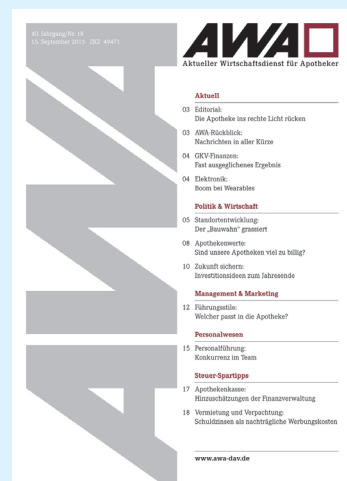 40. Jahrgang/Nr. 18
15. September 2015 ZKZ 49471
AWA
Aktueller Wirtschaftsdienst für Apotheker
AWA
Aktuell
03 Editorial:
Die Apotheke ins rechte Licht rücken
03 AWA-Rückblick:
Nachrichten in aller Kürze
04 GKV-Finanzen:
Fast ausgeglichenes Ergebnis
04 Elektronik:
Boom bei Wearables
Politik & Wirtschaft
05 Standortentwicklung:
Der „Bauwahn“ grassiert
08 Apothekenwerte:
Sind unsere Apotheken viel zu billig?
10 Zukunft sichern:
Investitionsideen zum Jahresende
Management & Marketing
12 Führungsstile:
Welcher passt in die Apotheke?
Personalwesen
15 Personalführung:
Konkurrenz im Team
Steuer-Spartipps
17 Apothekenkasse:
Hinzuschätzungen der Finanzverwaltung
18 Vermietung und Verpachtung:
Schuldzinsen als nachträgliche Werbungskosten
www.awa-dav.de